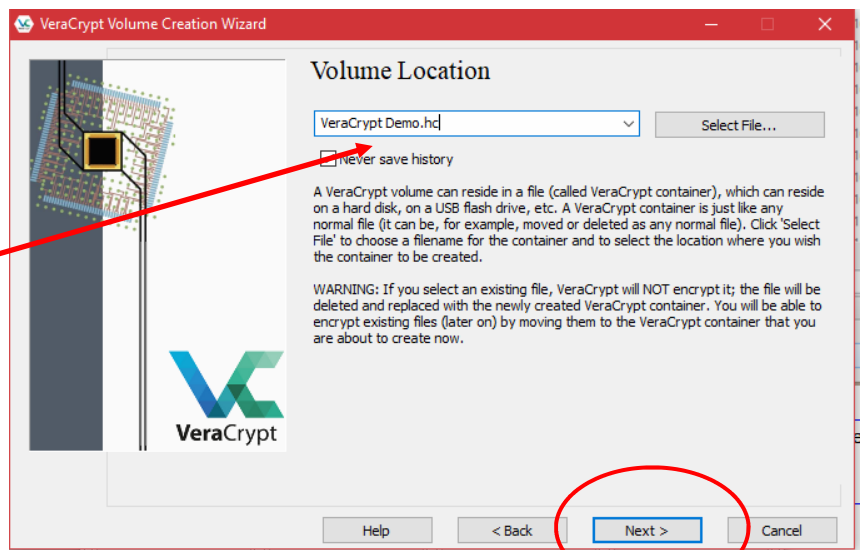 VeraCrypt Volume Creation Wizard
Volume Location
VeraCrypt Demo.hc
Select File...
Never save history
A VeraCrypt volume can reside in a file (called VeraCrypt container), which can reside
on a hard disk, on a USB flash drive, etc. A VeraCrypt container is just like any
normal file (it can be, for example, moved or deleted as any normal file). Click 'Select
File' to choose a filename for the container and to select the location where you wish
the container to be created.
WARNING: If you select an existing file, VeraCrypt will NOT encrypt it; the file will be
deleted and replaced with the newly created VeraCrypt container. You will be able to
encrypt existing files (later on) by moving them to the VeraCrypt container that you
are about to create now.
VeraCrypt
Help
< Back
Next >
Cancel